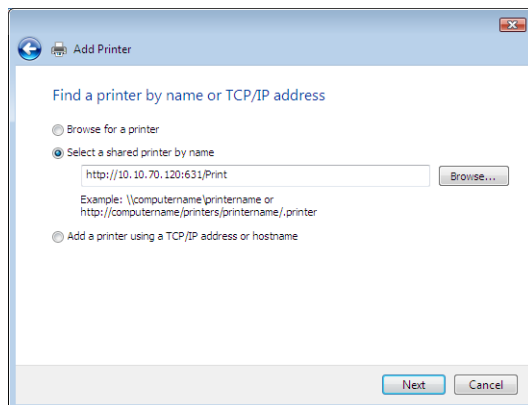 Add Printer
Find a printer by name or TCP/IP address
Browse for a printer
Select a shared printer by name
http://10.10.70.120:631/Print
Browse...
Example: \\computername\printername or
http://computername/printers/printername/.printer
Add a printer using a TCP/IP address or hostname
Next
Cancel